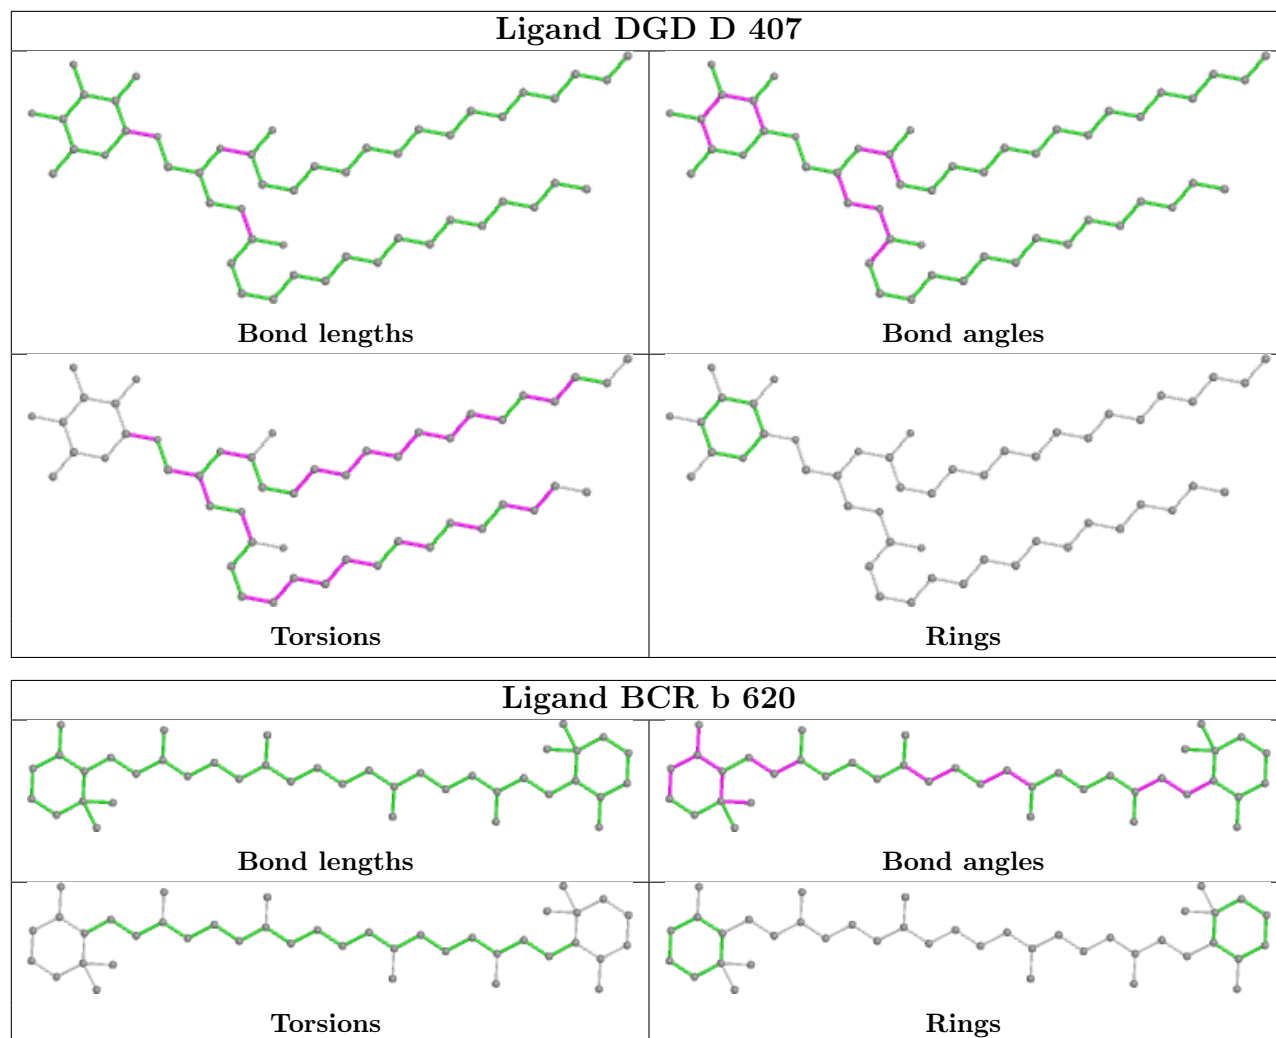 Ligand DGD D 407
Bond lengths
Bond angles
Torsions
Rings
Ligand BCR b 620
Bond lengths
Bond angles
Torsions
Rings